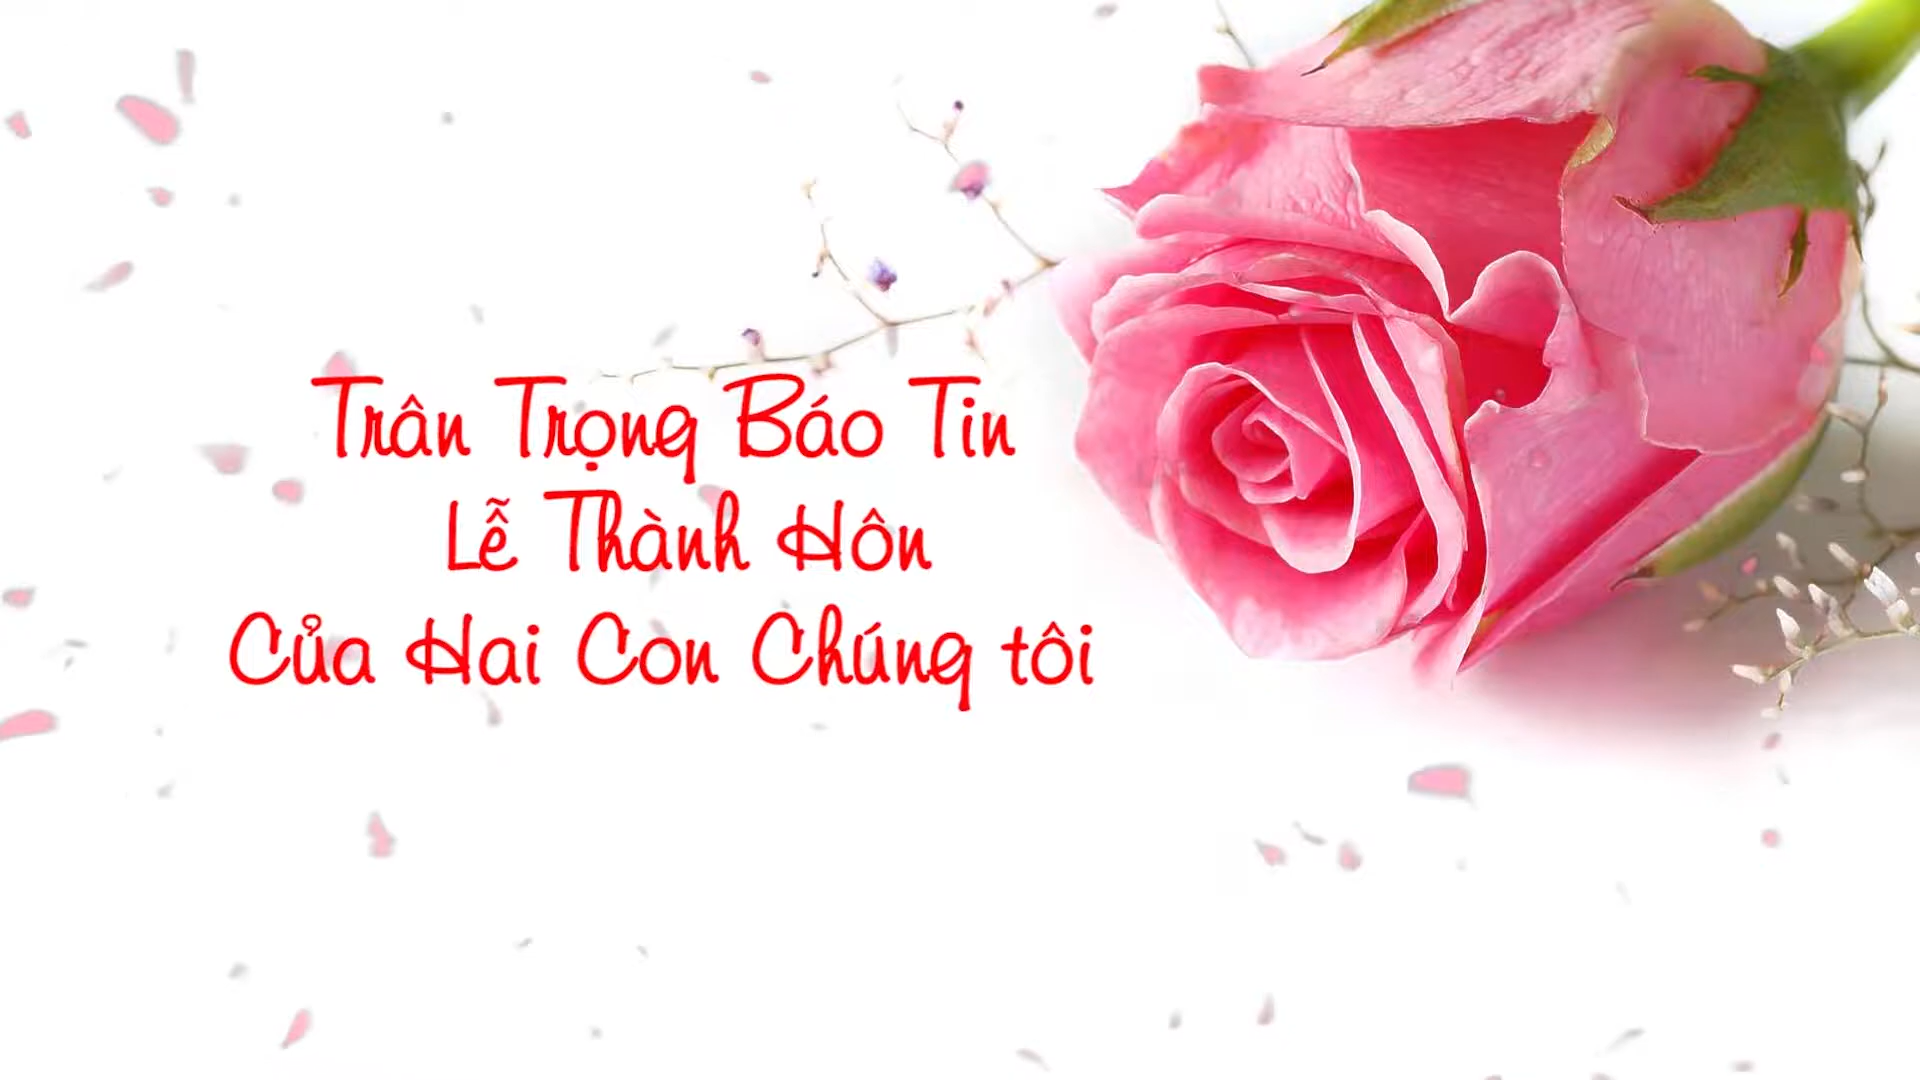 Trân Trọng Báo Tin
Lễ Thành Hôn
Của Hai Con Chúng tôi